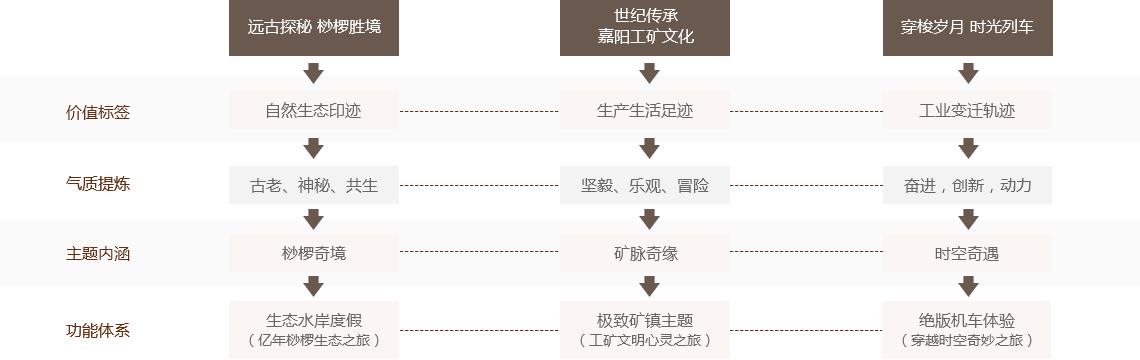 远古探秘 桫椤胜境
世纪传承
嘉阳工矿文化
穿梭岁月 时光列车
价值标签
自然生态印迹
生产生活足迹
工业变迁轨迹
气质提炼
古老、神秘、共生
坚毅、乐观、冒险
奋进，创新，动力
主题内涵
桫椤奇境
矿脉奇缘
时空奇遇
功能体系
生态水岸度假
（亿年桫椤生态之旅）
极致矿镇主题
（工矿文明心灵之旅）
绝版机车体验
（穿越时空奇妙之旅）